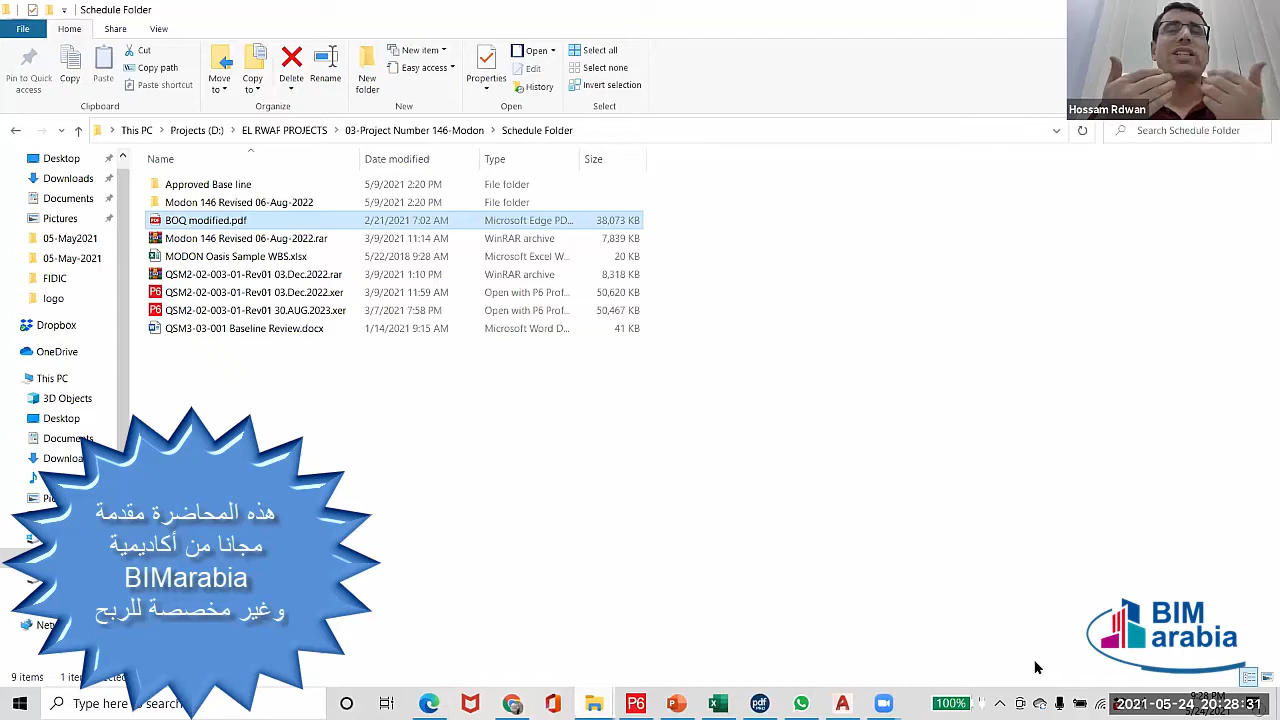 Schedule Folder
File
Home
Share
View
Pin to Quick access
Copy
Paste
Cut
Copy path
Paste shortcut
Clipboard
Move to
Copy to
Delete
Rename
Organize
New folder
New item
Easy access
New
Properties
Open
Edit
History
Open
Select all
Select none
Invert selection
Select
Hossam Rdwan
This PC > Projects (D:) > EL RWAF PROJECTS > 03-Project Number 146-Modon > Schedule Folder
Search Schedule Folder
Name Date modified Type Size
Approved Base line 5/9/2021 2:20 PM File folder
Modon 146 Revised 06-Aug-2022 5/9/2021 2:20 PM File folder
BOQ modified.pdf 2/21/2021 7:02 AM Microsoft Edge PD... 38,073 KB
Modon 146 Revised 06-Aug-2022.rar 3/9/2021 11:14 AM WinRAR archive 7,839 KB
MODON Oasis Sample WBS.xlsx 5/22/2018 9:28 AM Microsoft Excel W... 20 KB
QSM2-02-003-01-Rev01 03.Dec.2022.rar 3/9/2021 1:10 PM WinRAR archive 8,318 KB
QSM2-02-003-01-Rev01 03.Dec.2022.xer 3/9/2021 11:59 AM Open with P6 Prof... 50,620 KB
QSM2-02-003-01-Rev01 30.AUG.2023.xer 3/7/2021 7:58 PM Open with P6 Prof... 50,467 KB
QSM3-03-001 Baseline Review.docx 1/14/2021 9:15 AM Microsoft Word D... 41 KB
Desktop
Downloads
Documents
Pictures
05-May2021
05-May-2021
FIDIC
logo
Dropbox
OneDrive
This PC
3D Objects
Desktop
Documents
هذه المحاضرة مقدمة
مجانا من أكاديمية
BIMarabia
وغير مخصصة للربح
BIM
arabia
9 items
100%
9:28 PM
2021-05-24 20:28:31
5/24/2021